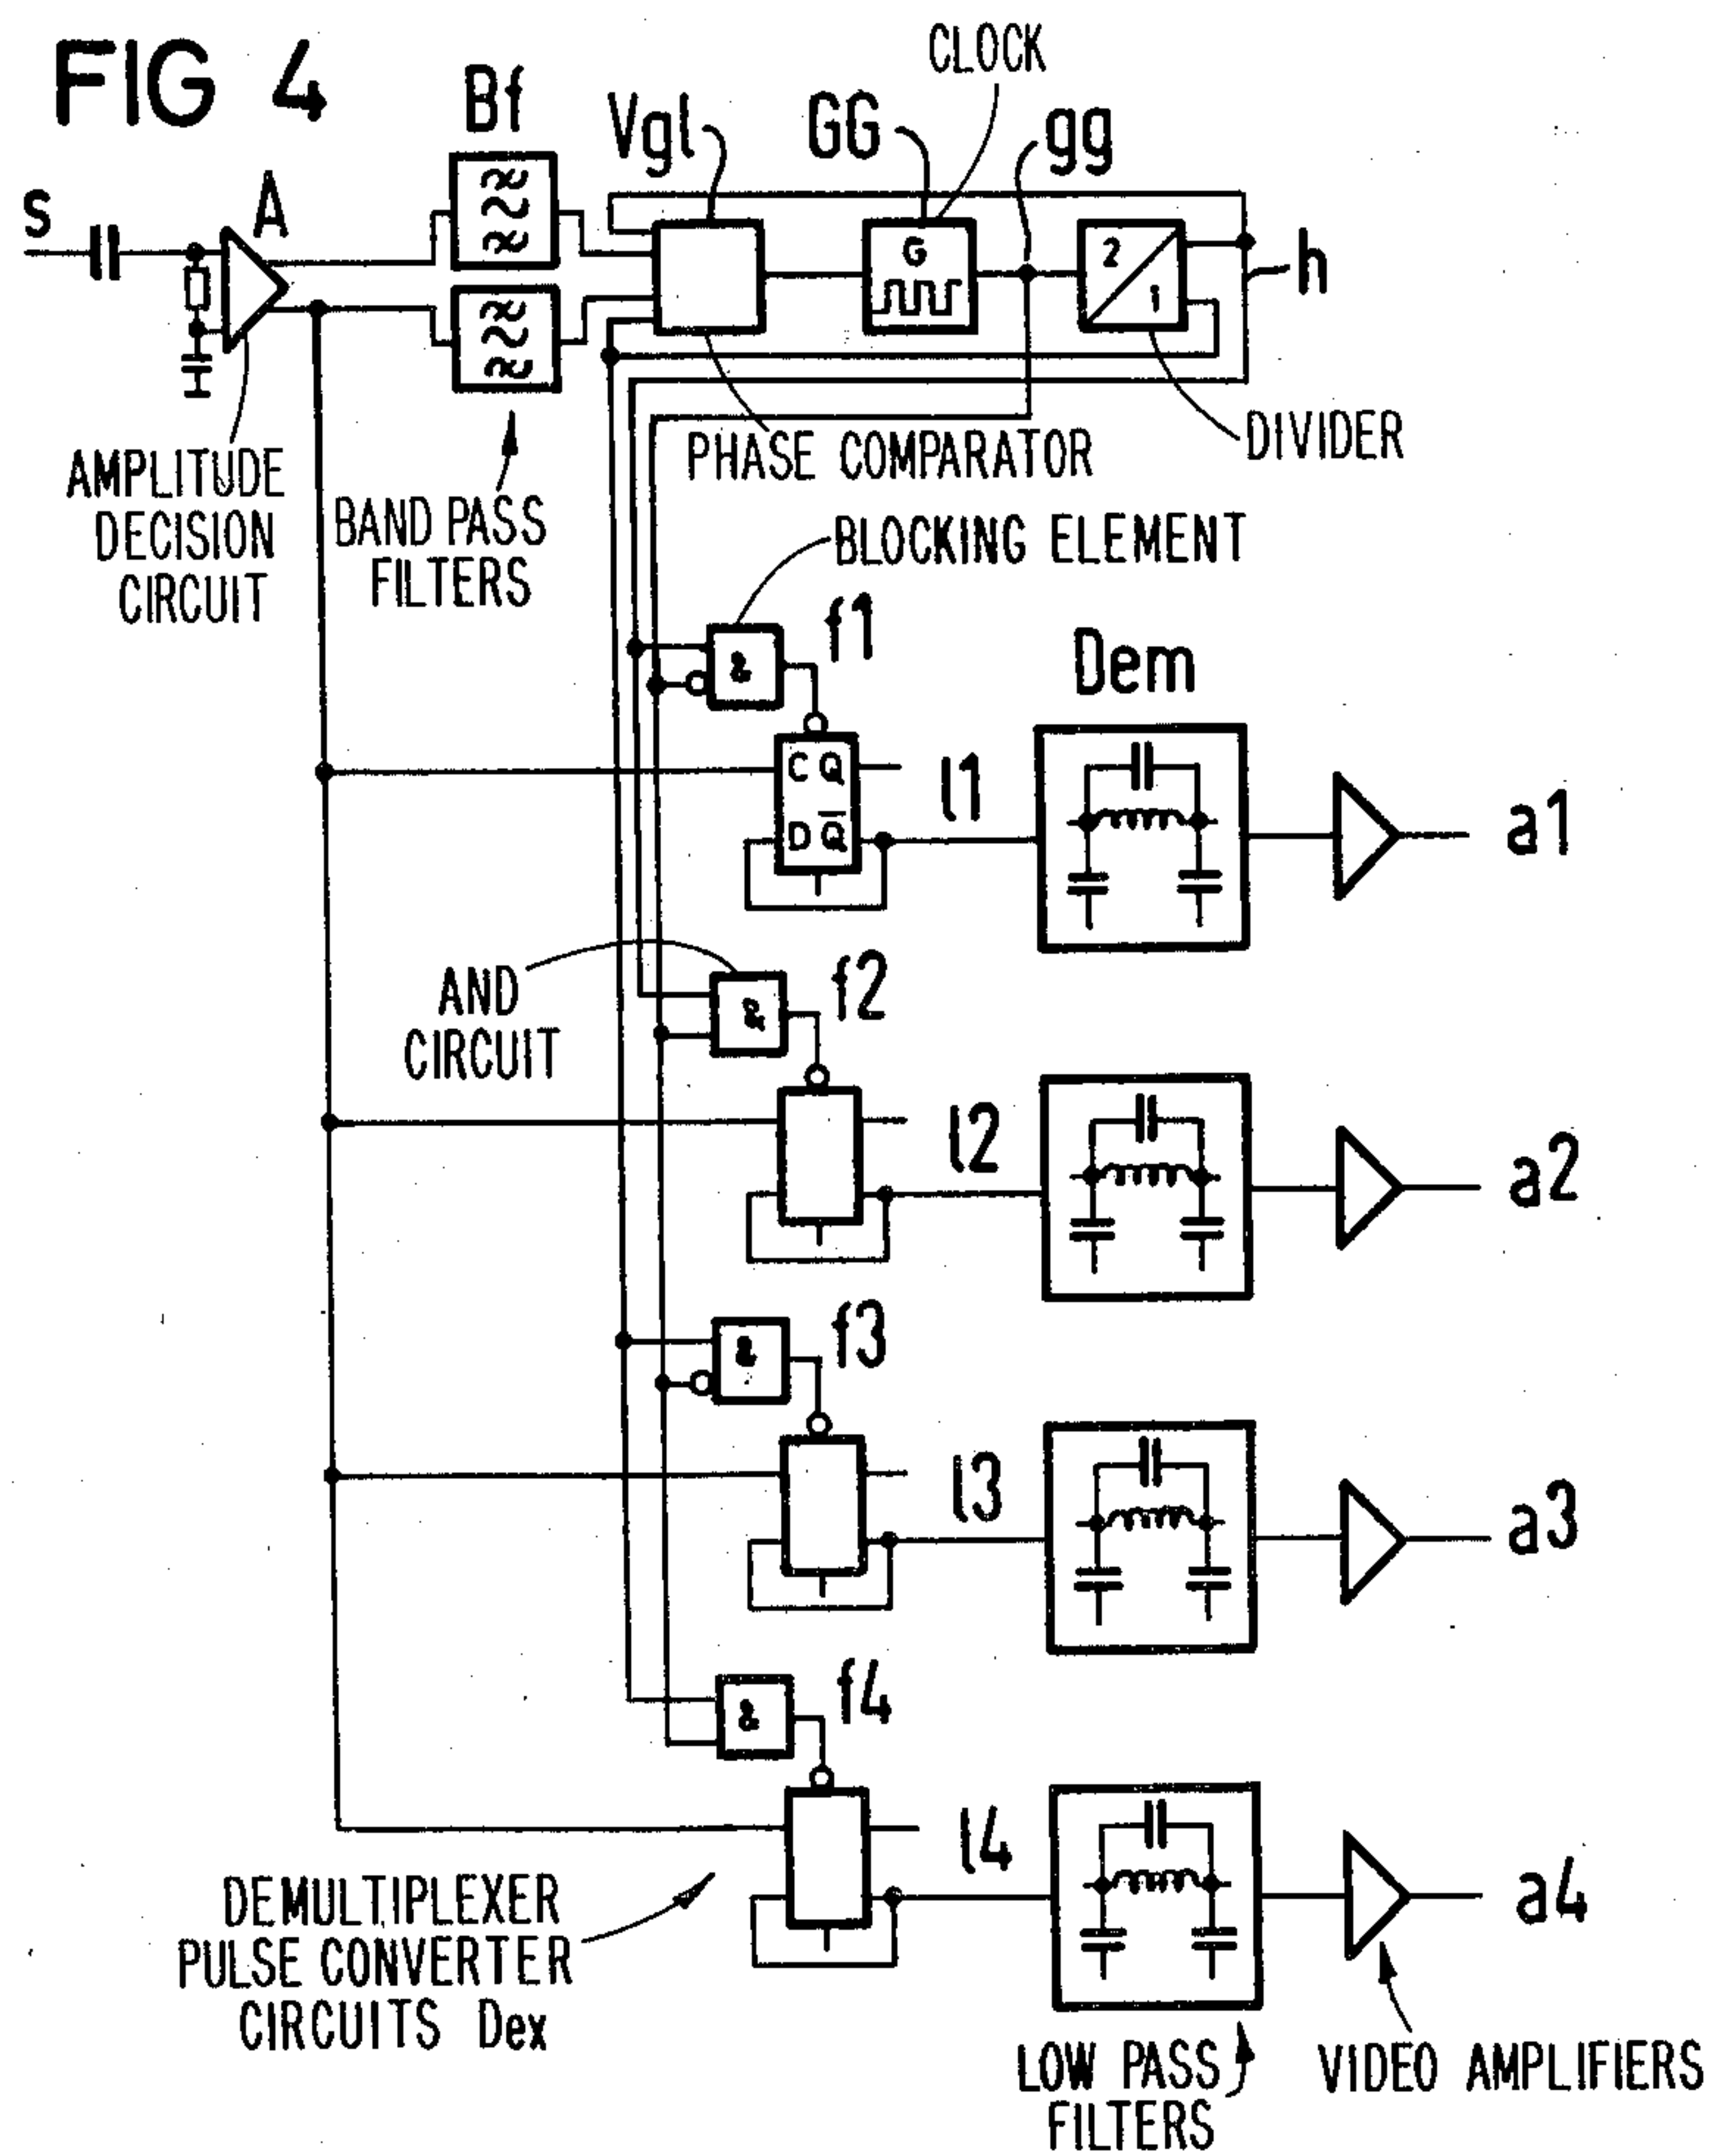 FIG 4
Bf
CLOCK
Vgl
GG
gg
s
A
G
2
1
h
AMPLITUDE
DECISION
CIRCUIT
BAND PASS
FILTERS
PHASE COMPARATOR
DIVIDER
BLOCKING ELEMENT
&
f1
Dem
C Q
D Q̅
l1
a1
AND
CIRCUIT
&
f2
l2
a2
&
f3
l3
a3
&
f4
l4
a4
DEMULTIPLEXER
PULSE CONVERTER
CIRCUITS Dex
LOW PASS
FILTERS
VIDEO AMPLIFIERS